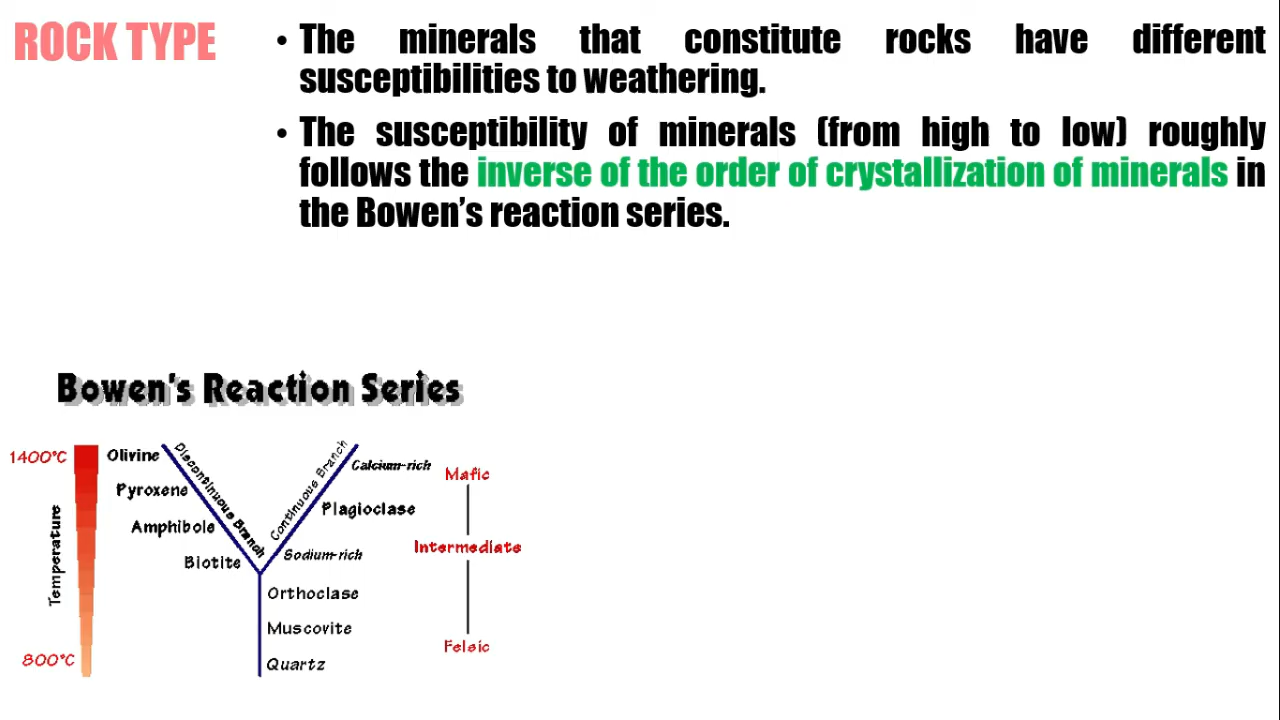 ROCK TYPE
• The minerals that constitute rocks have different
susceptibilities to weathering.
• The susceptibility of minerals (from high to low) roughly
follows the inverse of the order of crystallization of minerals in
the Bowen's reaction series.
Bowen's Reaction Series
1400°C
Olivine
Discontinuous Branch
Continuous Branch
Calcium-rich
Mafic
Pyroxene
Plagioclase
Amphibole
Intermediate
Temperature
Biotite
Sodium-rich
Orthoclase
Muscovite
Felsic
800°C
Quartz